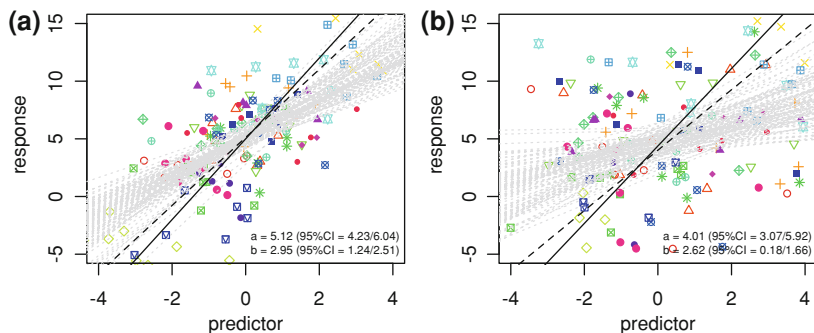 (a)
15
10
5
0
-5
response
a = 5.12 (95%CI = 4.23/6.04)
b = 2.95 (95%CI = 1.24/2.51)
-4 -2 0 2 4
predictor
(b)
15
10
5
0
-5
response
a = 4.01 (95%CI = 3.07/5.92)
b = 2.62 (95%CI = 0.18/1.66)
-4 -2 0 2 4
predictor